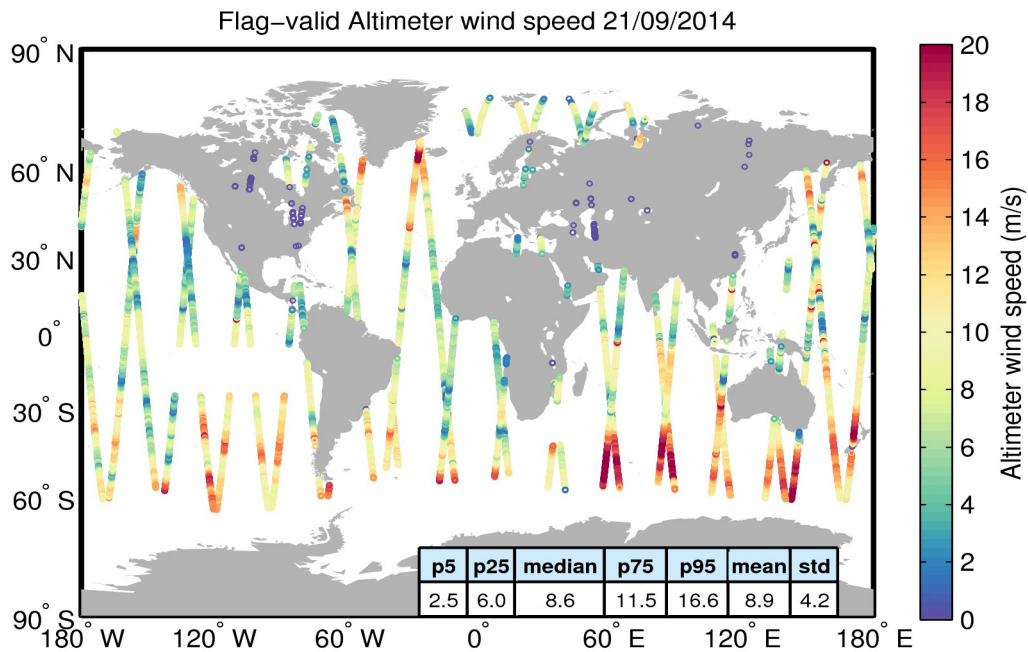 Flag−valid Altimeter wind speed 21/09/2014
90° N
60° N
30° N
0°
30° S
60° S
90° S
180° W
120° W
60° W
0°
60° E
120° E
180° E
p5 p25 median p75 p95 mean std
2.5 6.0 8.6 11.5 16.6 8.9 4.2
20
18
16
14
12
10
8
6
4
2
0
Altimeter wind speed (m/s)